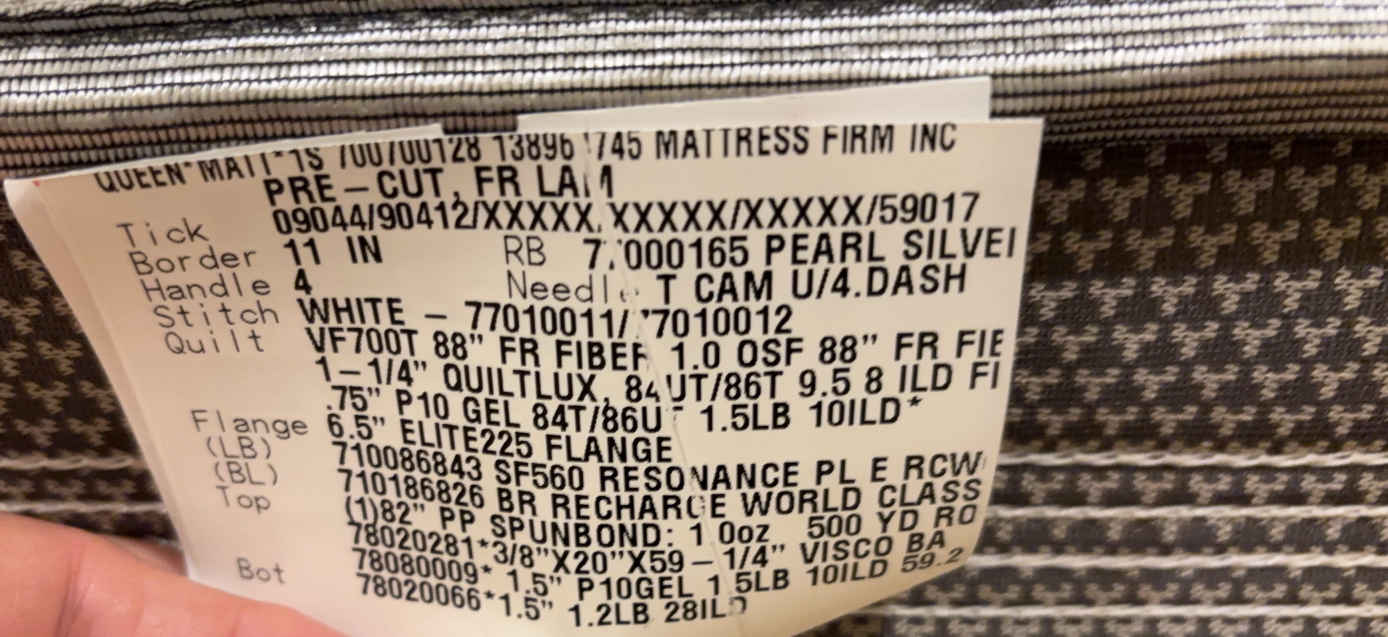 QUEEN*MATT*1S 700700128 13896 1745 MATTRESS FIRM INC
PRE-CUT, FR LAM
Tick 09044/90412/XXXXX XXXXX/XXXXX/59017
Border 11 IN RB 000165 PEARL SILVE
Handle 4 Needle T CAM U/4.DASH
Stitch WHITE - 77010011/ 7010012
Quilt VF700T 88" FR FIBER 1.0 OSF 88" FR FIE
1-1/4" QUILTLUX, 84UT/86T 9.5 8 ILD FI
.75" P10 GEL 84T/86U 1.5LB 10ILD*
Flange 6.5" ELITE225 FLANGE
(LB) 710086843 SF560 RESONANCE PL E RCW
(BL) 710186826 BR RECHARGE WORLD CLASS
Top (1)82" PP SPUNBOND: 1 0oz 500 YD RO
78020281*3/8"X20"X59-1/4" VISCO BA
78080009* 1.5" P10GEL 1 5LB 10ILD 59.2
Bot 78020066*1.5" 1.2LB 28ILD